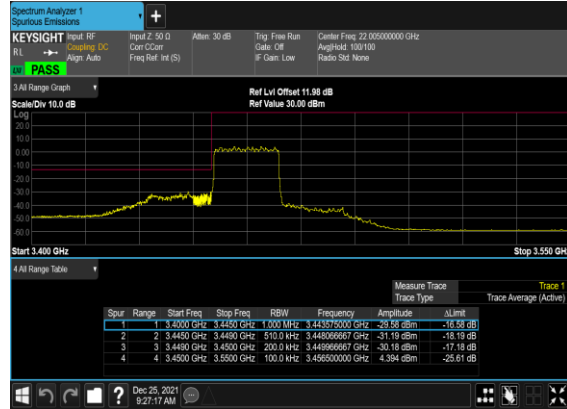 Spectrum Analyzer 1
Spurious Emissions
KEYSIGHT Input: RF Input Z: 50 Ω Atten: 30 dB Trig: Free Run Center Freq: 22.005000000 GHz
RL Coupling: DC Corr CCorr Gate: Off Avg|Hold: 100/100
Align: Auto Freq Ref: Int (S) IF Gain: Low Radio Std: None
PASS
3 All Range Graph
Ref Lvl Offset 11.98 dB
Scale/Div 10.0 dB Ref Value 30.00 dBm
Log
20.0
10.0
0.00
-10.0
-20.0
-30.0
-40.0
-50.0
-60.0
Start 3.400 GHz Stop 3.550 GH
4 All Range Table
Measure Trace Trace 1
Trace Type Trace Average (Active)
Spur Range Start Freq Stop Freq RBW Frequency Amplitude ΔLimit
1 1 3.4000 GHz 3.4450 GHz 1.000 MHz 3.443575000 GHz -29.58 dBm -16.58 dB
2 2 3.4450 GHz 3.4490 GHz 510.0 kHz 3.448066667 GHz -31.19 dBm -18.19 dB
3 3 3.4490 GHz 3.4500 GHz 200.0 kHz 3.449966667 GHz -30.18 dBm -17.18 dB
4 4 3.4500 GHz 3.5500 GHz 100.0 kHz 3.456500000 GHz 4.394 dBm -25.61 dB
? Dec 25, 2021
9:27:17 AM